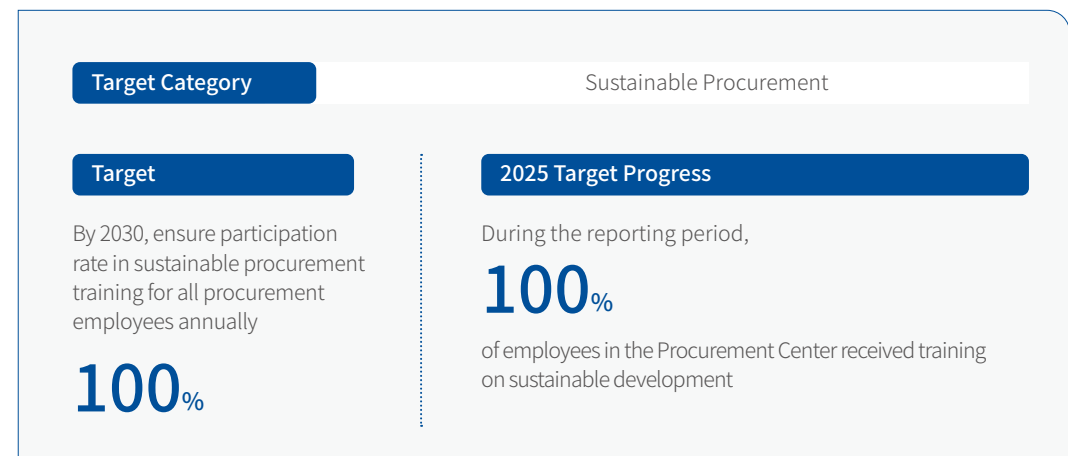 Target Category
Sustainable Procurement
Target
By 2030, ensure participation
rate in sustainable procurement
training for all procurement
employees annually
100%
2025 Target Progress
During the reporting period,
100%
of employees in the Procurement Center received training
on sustainable development